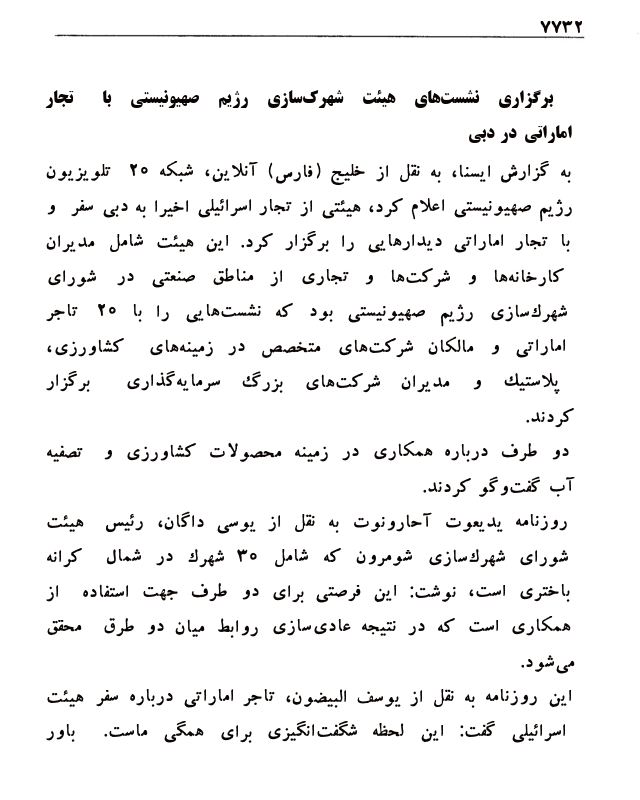 ۷۷۳۲
برگزاری نشست‌های هیئت شهرک‌سازی رژیم صهیونیستی با تجار
اماراتی در دبی
به گزارش ایسنا، به نقل از خلیج (فارس) آنلاین، شبکه ۲۰ تلویزیون
رژیم صهیونیستی اعلام کرد، هیئتی از تجار اسرائیلی اخیرا به دبی سفر و
با تجار اماراتی دیدارهایی را برگزار کرد. این هیئت شامل مدیران
کارخانه‌ها و شرکت‌ها و تجاری از مناطق صنعتی در شورای
شهرك‌سازی رژیم صهیونیستی بود که نشست‌هایی را با ۲۰ تاجر
اماراتی و مالکان شرکت‌های متخصص در زمینه‌های کشاورزی،
پلاستیك و مدیران شرکت‌های بزرگ سرمایه‌گذاری برگزار
کردند.
دو طرف درباره همکاری در زمینه محصولات کشاورزی و تصفیه
آب گفت‌وگو کردند.
روزنامه یدیعوت آحارونوت به نقل از یوسی داگان، رئیس هیئت
شورای شهرك‌سازی شومرون که شامل ۳۰ شهرك در شمال کرانه
باختری است، نوشت: این فرصتی برای دو طرف جهت استفاده از
همکاری است که در نتیجه عادی‌سازی روابط میان دو طرق محقق
می‌شود.
این روزنامه به نقل از یوسف البیضون، تاجر اماراتی درباره سفر هیئت
اسرائیلی گفت: این لحظه شگفت‌انگیزی برای همگی ماست. باور